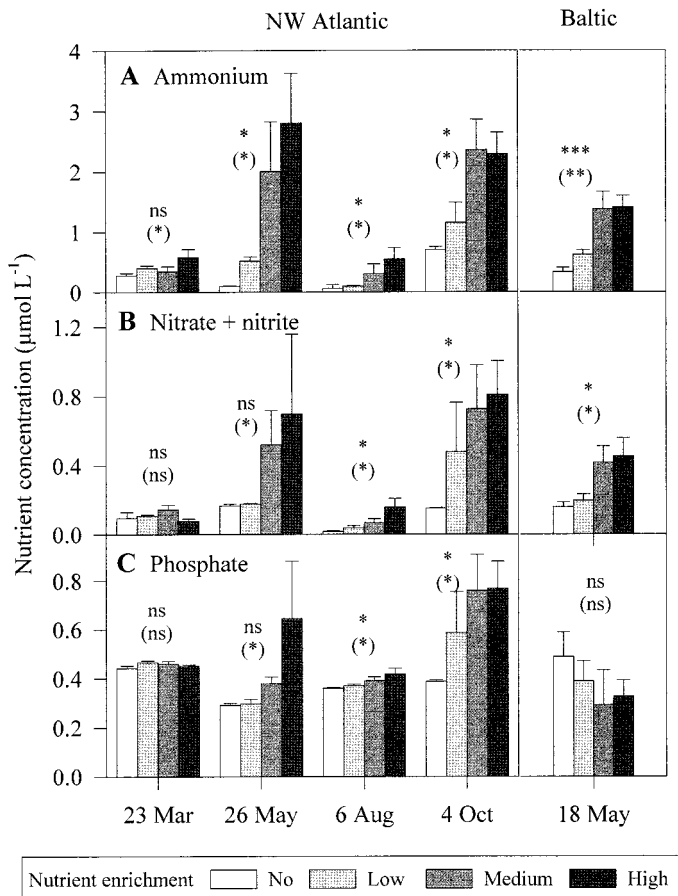 NW Atlantic Baltic
4
A Ammonium
3
* * ***
(*) (*) (**)
2
ns *
(*) (*)
1
0
B Nitrate + nitrite
1.2
*
(*)
0.8
ns * *
(*) (*) (*)
ns
(ns)
0.4
0.0
C Phosphate
0.8
*
(*)
ns ns * ns
(ns) (*) (*) (ns)
0.6
0.4
0.2
0.0
Nutrient concentration (µmol L⁻¹)
23 Mar 26 May 6 Aug 4 Oct 18 May
Nutrient enrichment No Low Medium High